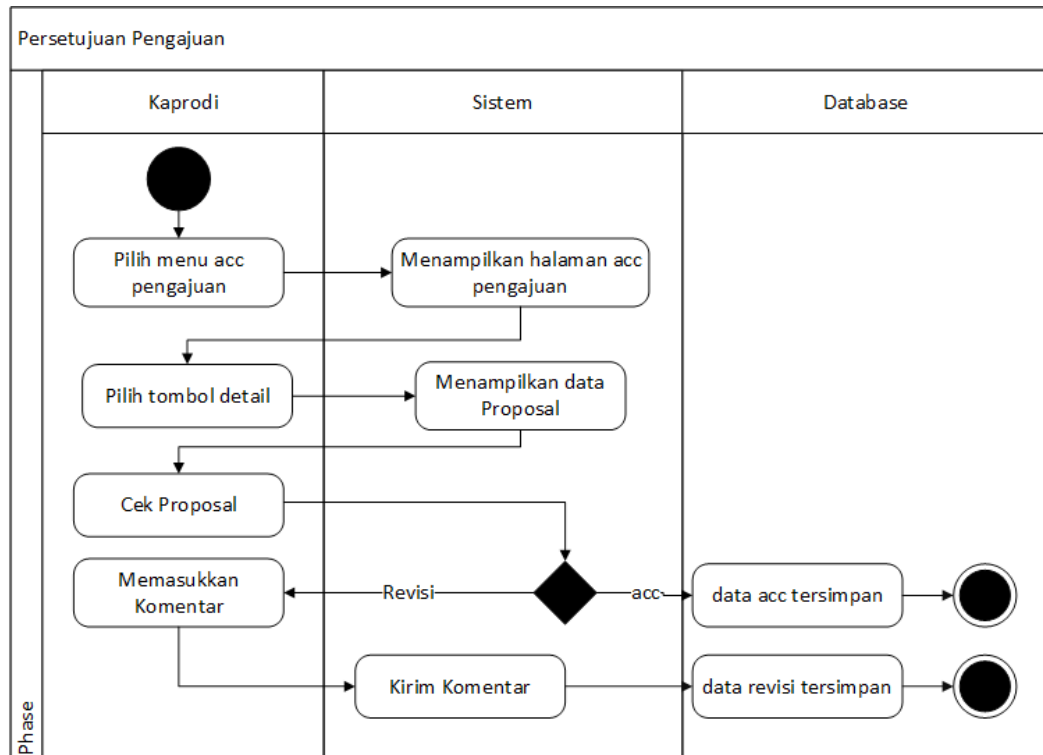 Persetujuan Pengajuan
Kaprodi
Sistem
Database
Pilih menu acc
pengajuan
Menampilkan halaman acc
pengajuan
Pilih tombol detail
Menampilkan data
Proposal
Cek Proposal
Memasukkan
Komentar
Revisi
acc
data acc tersimpan
Kirim Komentar
data revisi tersimpan
Phase